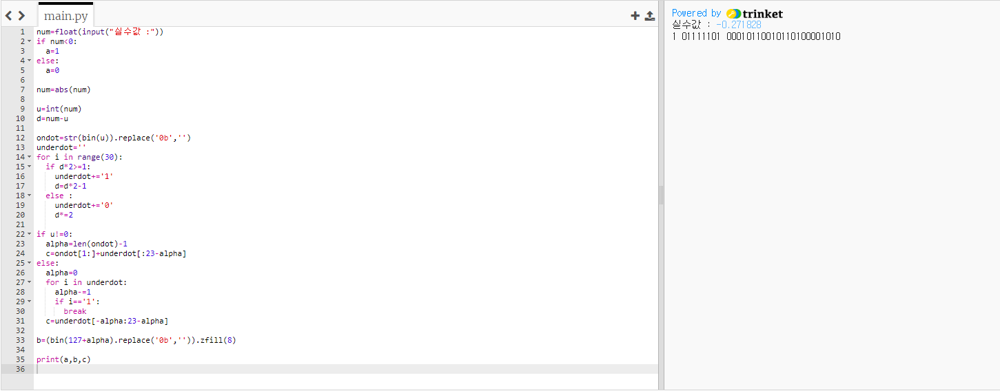 main.py
1 num=float(input("실수값 :"))
2 if num<0:
3   a=1
4 else:
5   a=0
6
7 num=abs(num)
8
9 u=int(num)
10 d=num-u
11
12 ondot=str(bin(u)).replace('0b','')
13 underdot=''
14 for i in range(30):
15   if d*2>=1:
16     underdot+='1'
17     d=d*2-1
18   else :
19     underdot+='0'
20     d*=2
21
22 if u!=0:
23   alpha=len(ondot)-1
24   c=ondot[1:]+underdot[:23-alpha]
25 else:
26   alpha=0
27   for i in underdot:
28     alpha-=1
29     if i=='1':
30       break
31   c=underdot[-alpha:23-alpha]
32
33 b=(bin(127+alpha).replace('0b','')).zfill(8)
34
35 print(a,b,c)
36
Powered by trinket
실수값 : -0.271828
1 01111101 00010110010110100001010